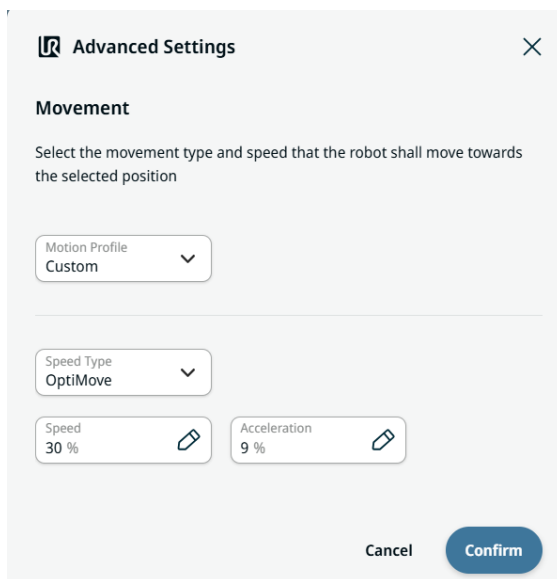 UR Advanced Settings
Movement
Select the movement type and speed that the robot shall move towards
the selected position
Motion Profile
Custom
Speed Type
OptiMove
Speed
30 %
Acceleration
9 %
Cancel
Confirm